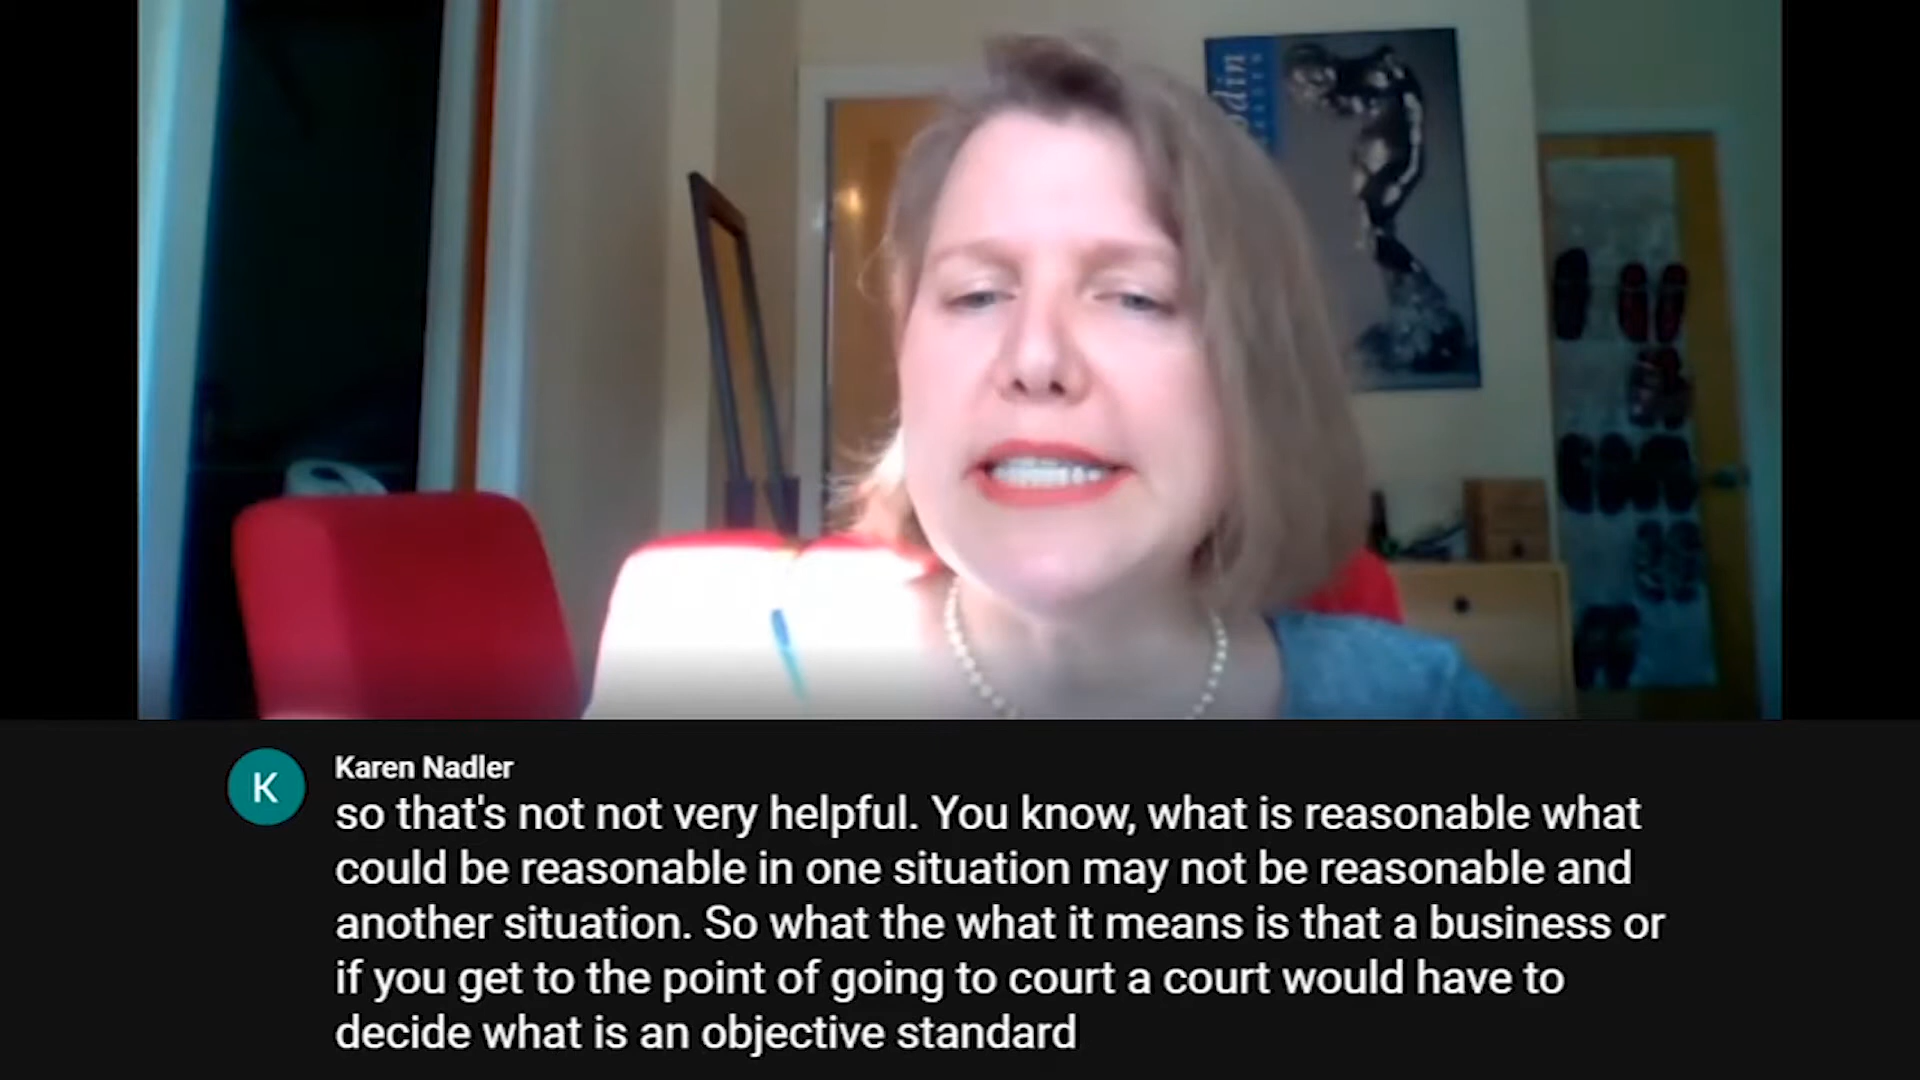 odin
K
Karen Nadler
so that's not not very helpful. You know, what is reasonable what
could be reasonable in one situation may not be reasonable and
another situation. So what the what it means is that a business or
if you get to the point of going to court a court would have to
decide what is an objective standard